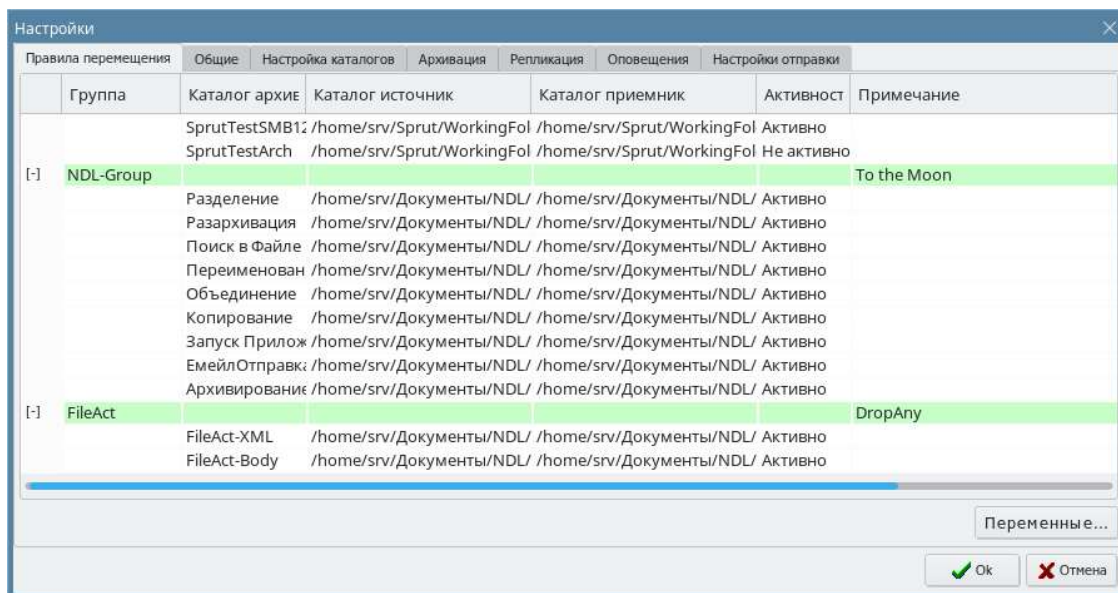 Настройки
Правила перемещения Общие Настройка каталогов Архивация Репликация Оповещения Настройки отправки
Группа Каталог архив Каталог источник Каталог приемник Активност Примечание
SprutTestSMB12 /home/srv/Sprut/WorkingFol /home/srv/Sprut/WorkingFol Активно
SprutTestArch /home/srv/Sprut/WorkingFol /home/srv/Sprut/WorkingFol Не активно
[-] NDL-Group To the Moon
Разделение /home/srv/Документы/NDL/ /home/srv/Документы/NDL/ Активно
Разархивация /home/srv/Документы/NDL/ /home/srv/Документы/NDL/ Активно
Поиск в Файле /home/srv/Документы/NDL/ /home/srv/Документы/NDL/ Активно
Переименован /home/srv/Документы/NDL/ /home/srv/Документы/NDL/ Активно
Объединение /home/srv/Документы/NDL/ /home/srv/Документы/NDL/ Активно
Копирование /home/srv/Документы/NDL/ /home/srv/Документы/NDL/ Активно
Запуск Прилож /home/srv/Документы/NDL/ /home/srv/Документы/NDL/ Активно
ЕмейлОтправка /home/srv/Документы/NDL/ /home/srv/Документы/NDL/ Активно
Архивирование /home/srv/Документы/NDL/ /home/srv/Документы/NDL/ Активно
[-] FileAct DropAny
FileAct-XML /home/srv/Документы/NDL/ /home/srv/Документы/NDL/ Активно
FileAct-Body /home/srv/Документы/NDL/ /home/srv/Документы/NDL/ Активно
Переменные...
Ok Отмена